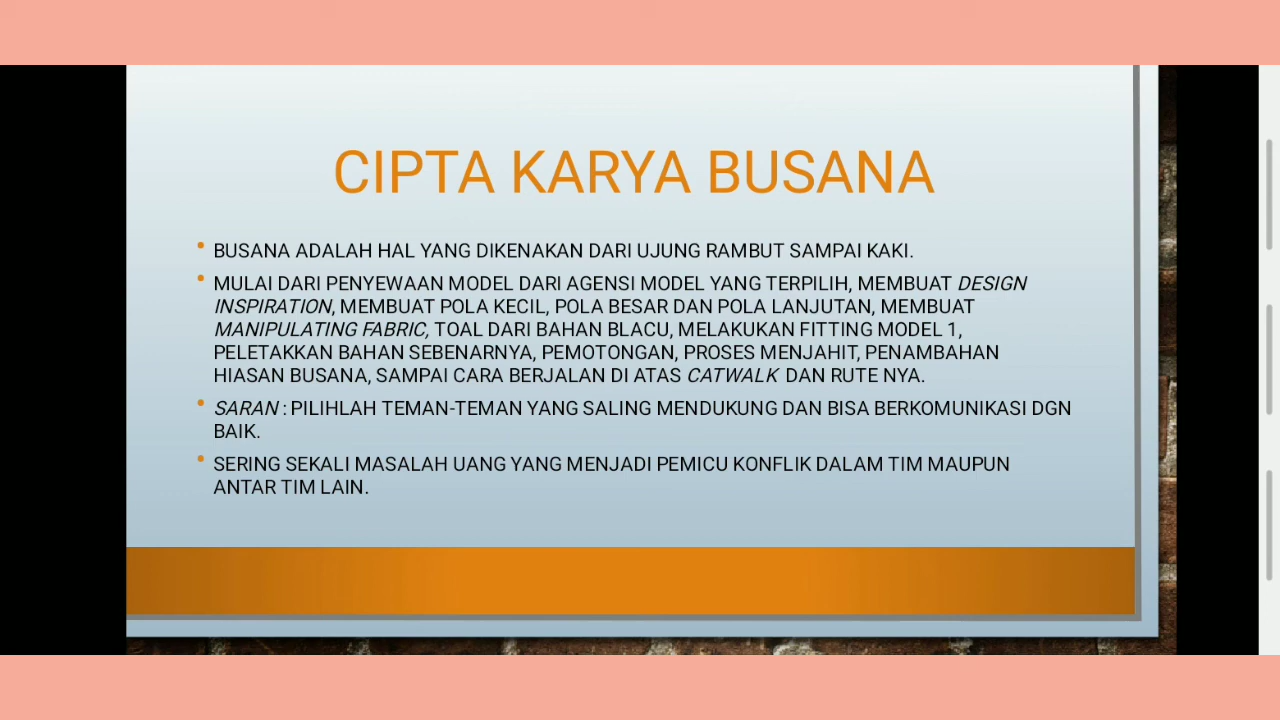 CIPTA KARYA BUSANA
• BUSANA ADALAH HAL YANG DIKENAKAN DARI UJUNG RAMBUT SAMPAI KAKI.
• MULAI DARI PENYEWAAN MODEL DARI AGENSI MODEL YANG TERPILIH, MEMBUAT DESIGN
INSPIRATION, MEMBUAT POLA KECIL, POLA BESAR DAN POLA LANJUTAN, MEMBUAT
MANIPULATING FABRIC, TOAL DARI BAHAN BLACU, MELAKUKAN FITTING MODEL 1,
PELETAKKAN BAHAN SEBENARNYA, PEMOTONGAN, PROSES MENJAHIT, PENAMBAHAN
HIASAN BUSANA, SAMPAI CARA BERJALAN DI ATAS CATWALK DAN RUTE NYA.
• SARAN : PILIHLAH TEMAN-TEMAN YANG SALING MENDUKUNG DAN BISA BERKOMUNIKASI DGN
BAIK.
• SERING SEKALI MASALAH UANG YANG MENJADI PEMICU KONFLIK DALAM TIM MAUPUN
ANTAR TIM LAIN.